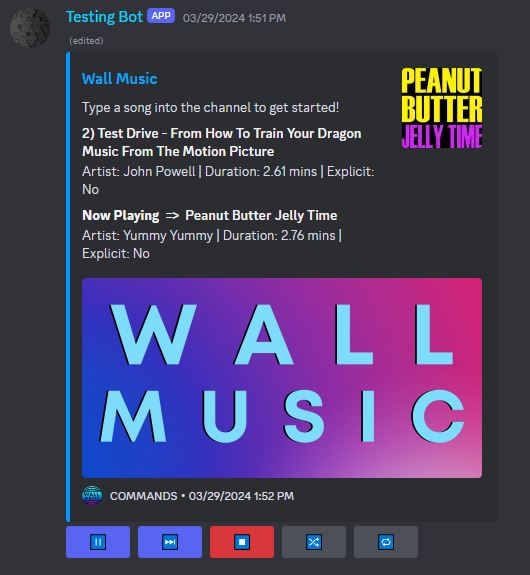 Testing Bot APP 03/29/2024 1:51 PM
(edited)
Wall Music
PEANUT
BUTTER
JELLY TIME
Type a song into the channel to get started!
2) Test Drive - From How To Train Your Dragon
Music From The Motion Picture
Artist: John Powell | Duration: 2.61 mins | Explicit:
No
Now Playing => Peanut Butter Jelly Time
Artist: Yummy Yummy | Duration: 2.76 mins |
Explicit: No
WALL
MUSIC
WALL
COMMANDS • 03/29/2024 1:52 PM